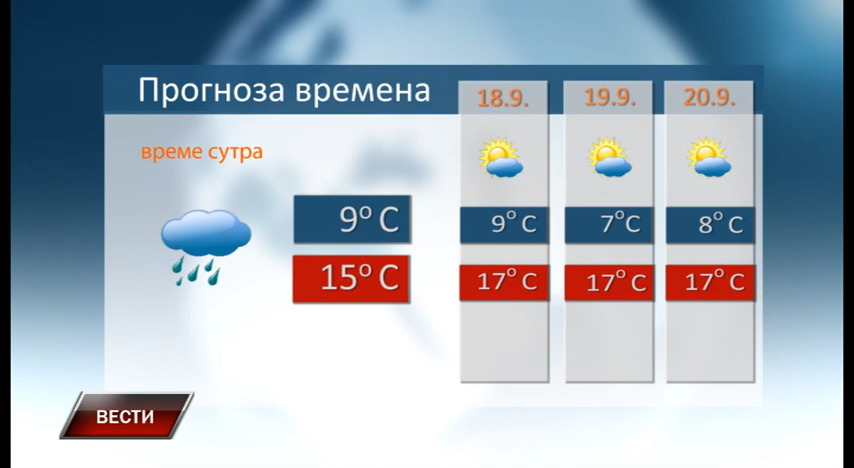 Прогноза времена
време сутра
9° C
15° C
18.9.
9° C
17° C
19.9.
7°C
17° C
20.9.
8° C
17° C
ВЕСТИ